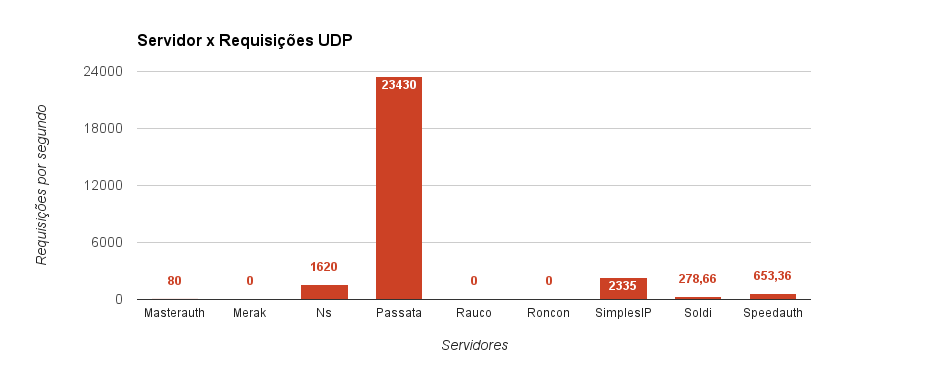 Servidor x Requisições UDP
Requisições por segundo
24000
18000
12000
6000
0
80
0
1620
23430
0
0
2335
278,66
653,36
Masterauth
Merak
Ns
Passata
Rauco
Roncon
SimplesIP
Soldi
Speedauth
Servidores